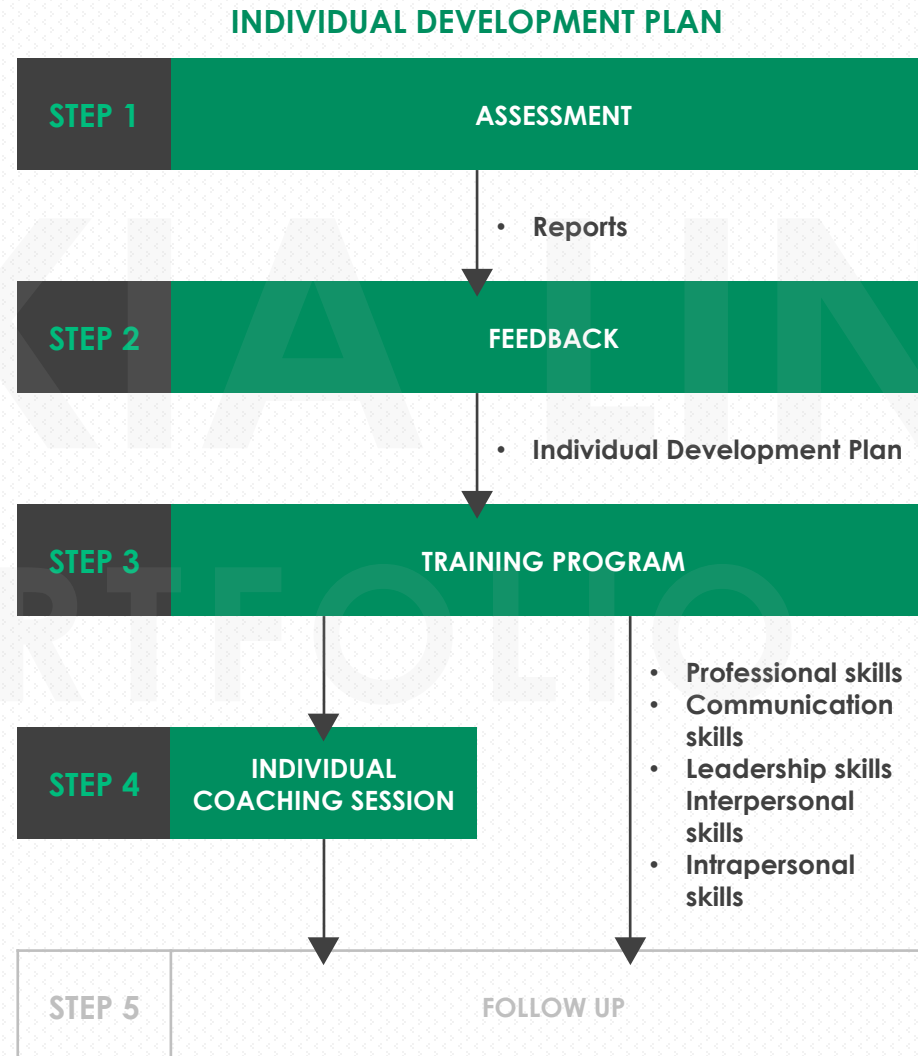 INDIVIDUAL DEVELOPMENT PLAN
STEP 1
ASSESSMENT
• Reports
STEP 2
FEEDBACK
• Individual Development Plan
STEP 3
TRAINING PROGRAM
• Professional skills
• Communication
skills
• Leadership skills
Interpersonal
skills
• Intrapersonal
skills
STEP 4
INDIVIDUAL
COACHING SESSION
STEP 5
FOLLOW UP